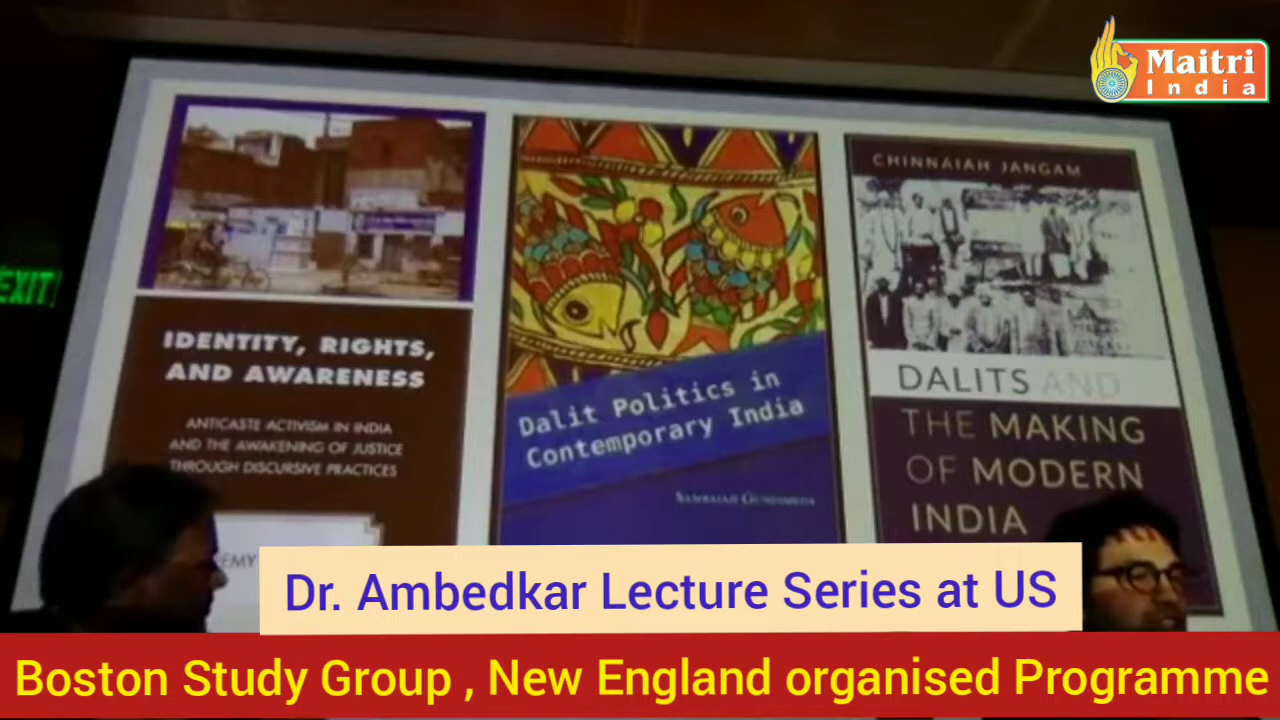 Maitri
India
EXIT
IDENTITY, RIGHTS,
AND AWARENESS
ANTICASTE ACTIVISM IN INDIA
AND THE AWAKENING OF JUSTICE
THROUGH DISCURSIVE PRACTICES
Dalit Politics in
Contemporary India
CHINNAIAH JANGAM
DALITS AND
THE MAKING
OF MODERN
INDIA
Dr. Ambedkar Lecture Series at US
Boston Study Group , New England organised Programme